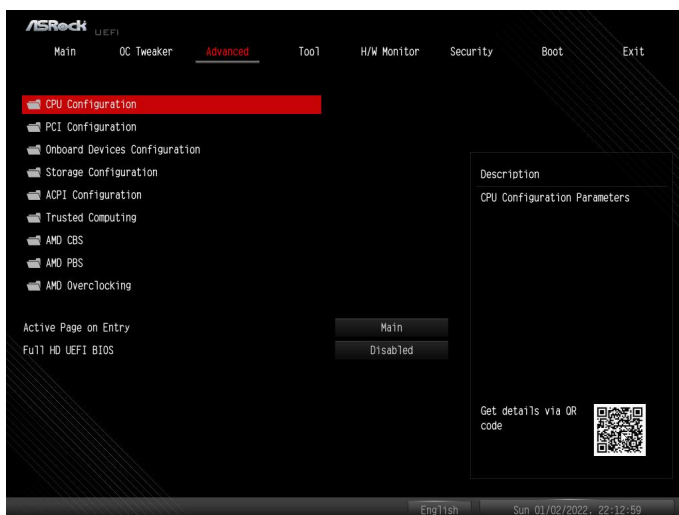 ASRock UEFI
Main OC Tweaker Advanced Tool H/W Monitor Security Boot Exit
CPU Configuration
PCI Configuration
Onboard Devices Configuration
Storage Configuration
ACPI Configuration
Trusted Computing
AMD CBS
AMD PBS
AMD Overclocking
Active Page on Entry Main
Full HD UEFI BIOS Disabled
Description
CPU Configuration Parameters
Get details via QR
code
English Sun 01/02/2022. 22:12:59